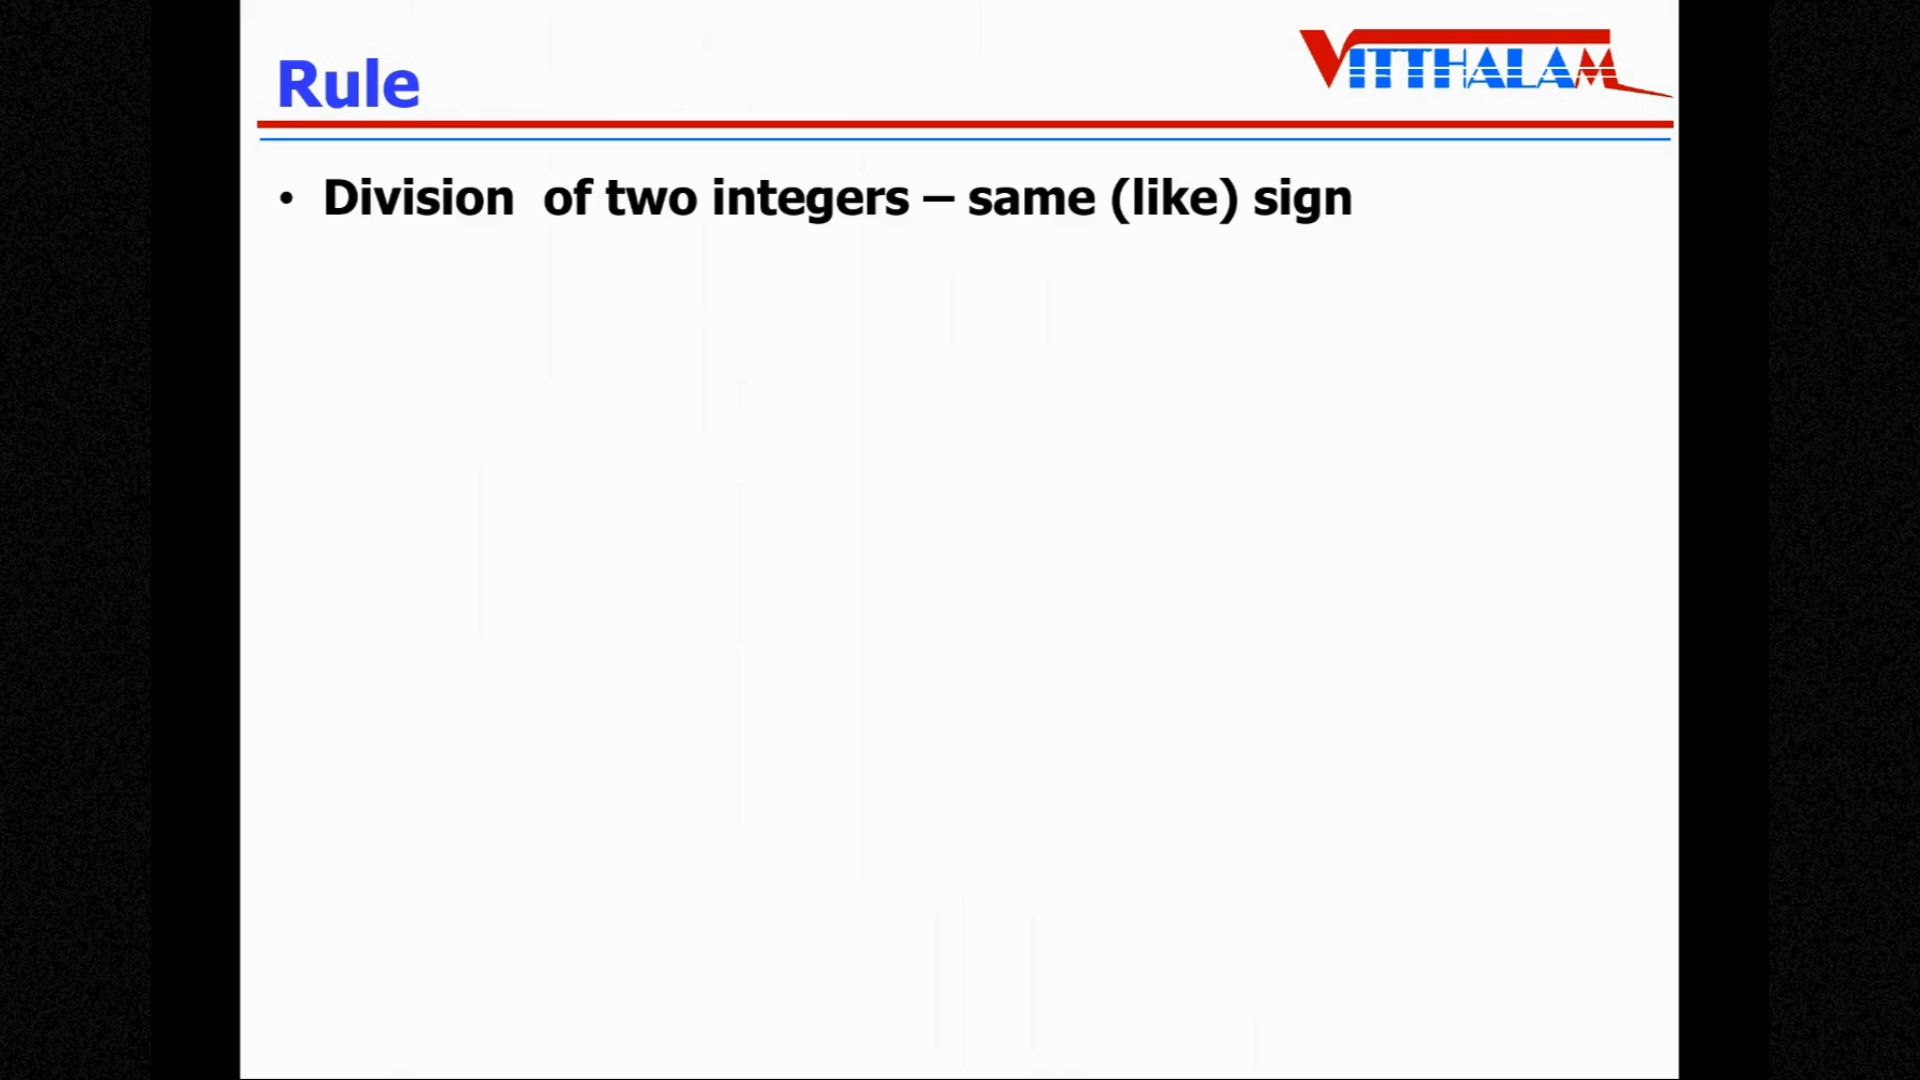 VITTHALAM
Rule
• Division of two integers – same (like) sign